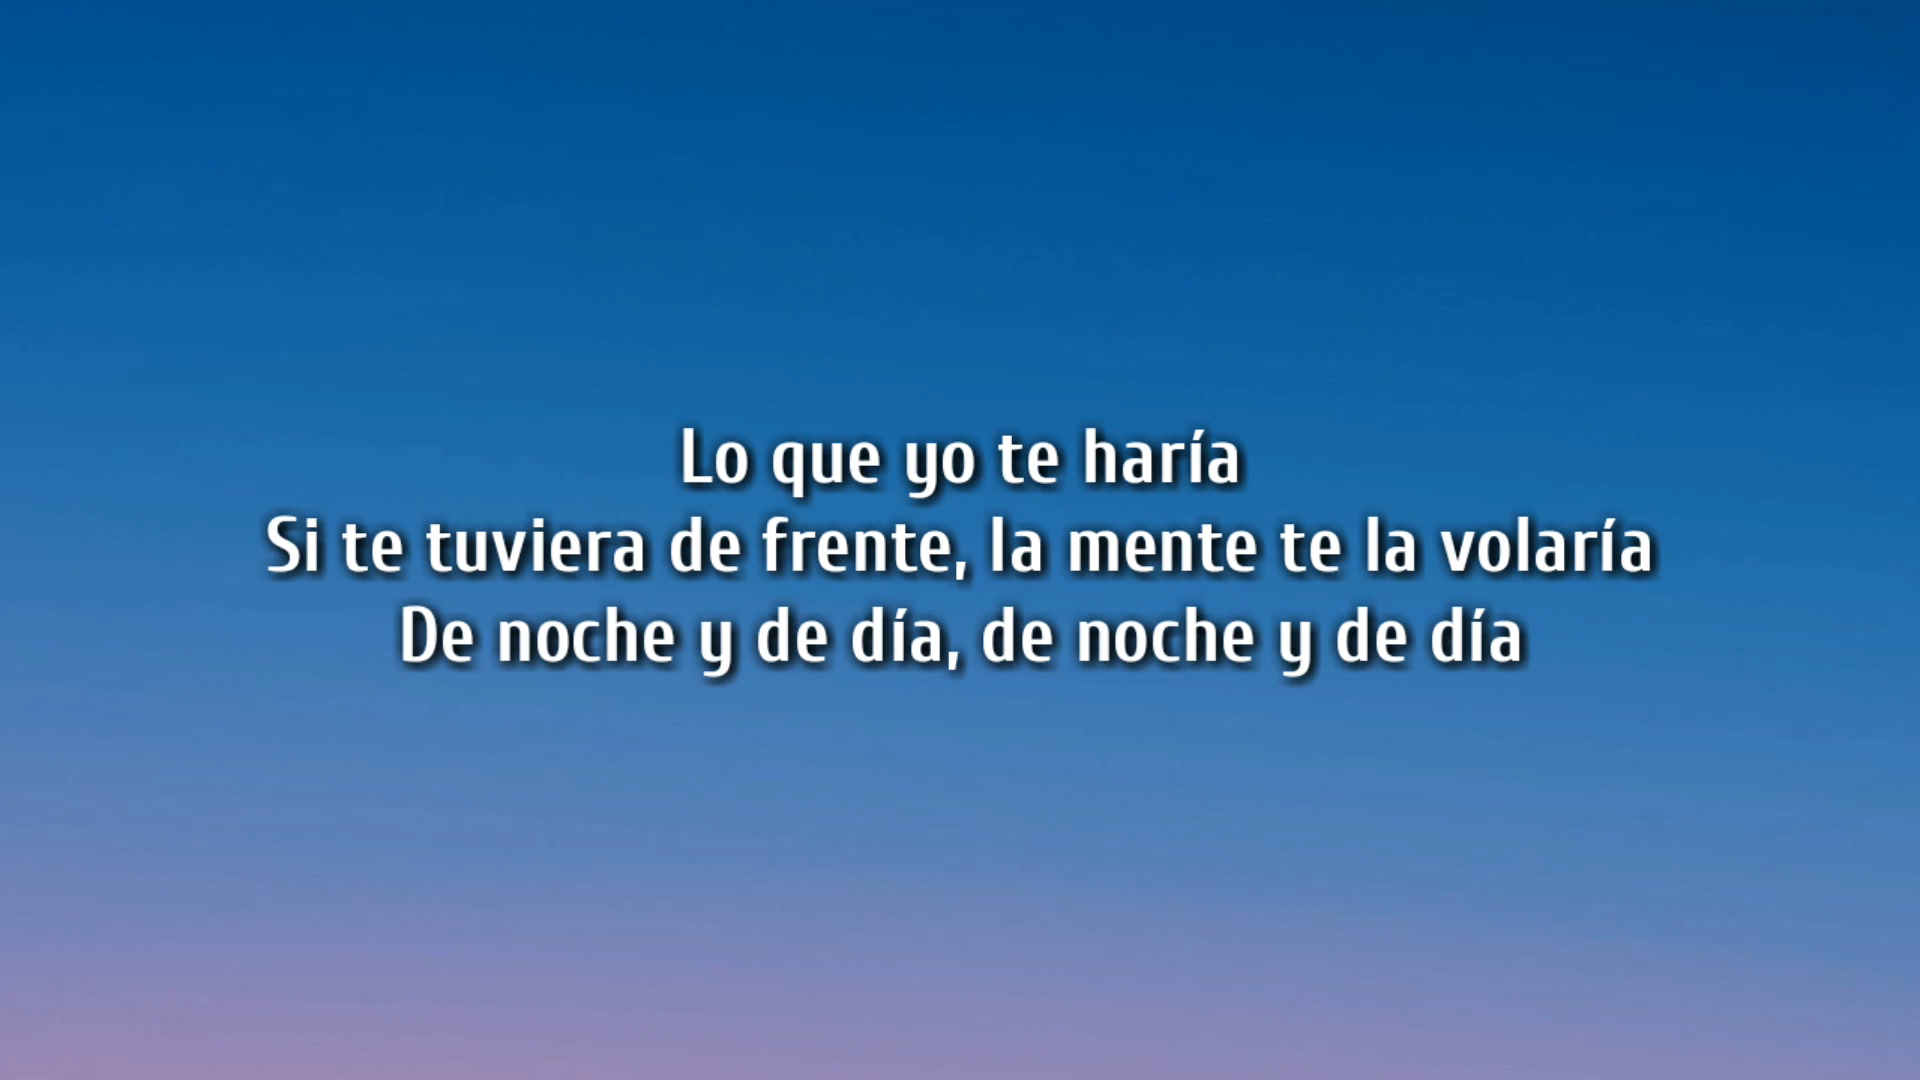 Lo que yo te haría
Si te tuviera de frente, la mente te la volaría
De noche y de día, de noche y de día